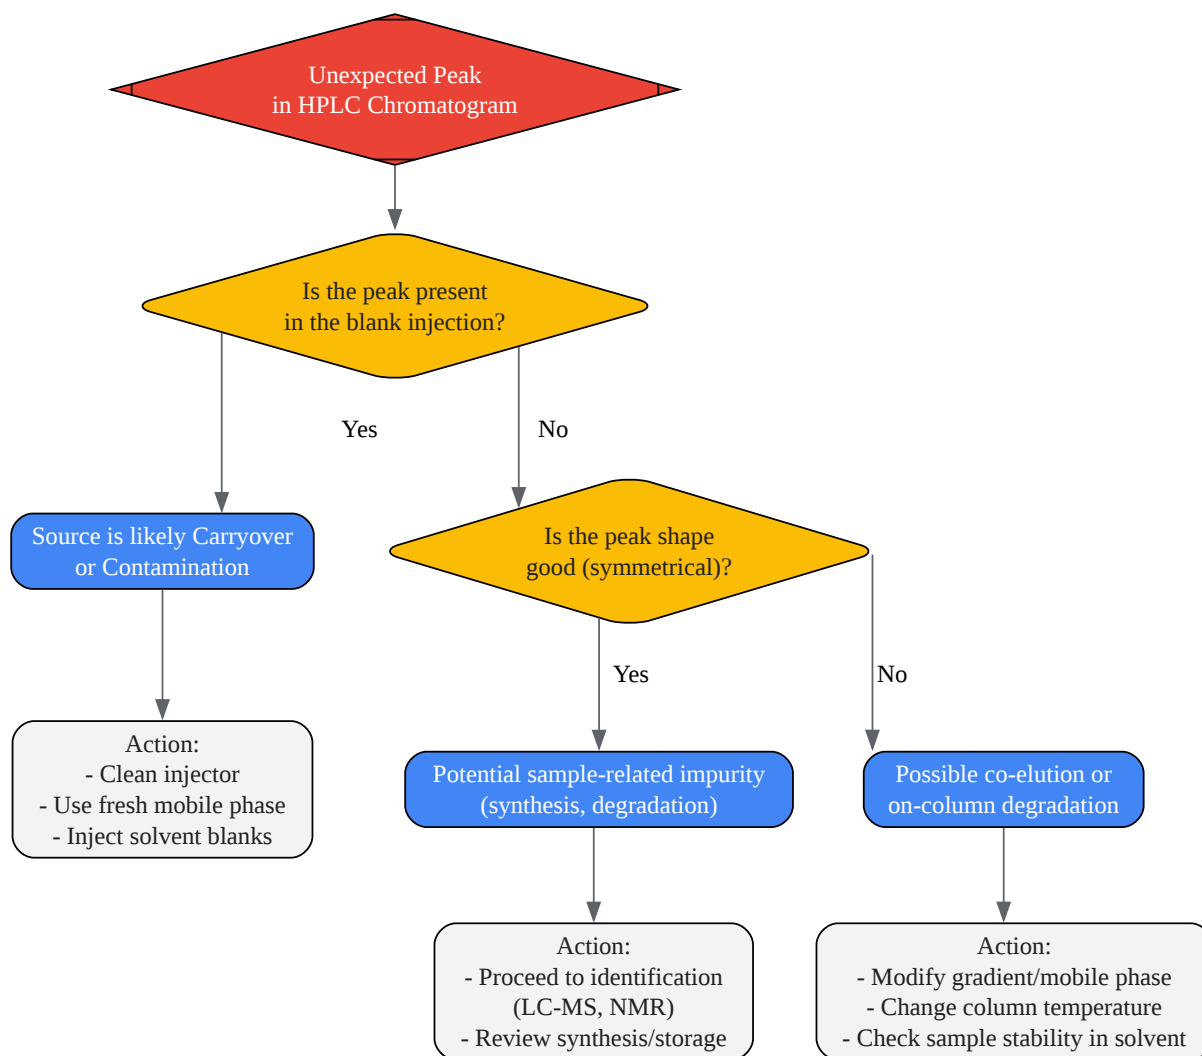 Unexpected Peak
in HPLC Chromatogram
Is the peak present
in the blank injection?
Yes
No
Source is likely Carryover
or Contamination
Is the peak shape
good (symmetrical)?
Yes
No
Action:
- Clean injector
- Use fresh mobile phase
- Inject solvent blanks
Potential sample-related impurity
(synthesis, degradation)
Possible co-elution or
on-column degradation
Action:
- Proceed to identification
(LC-MS, NMR)
- Review synthesis/storage
Action:
- Modify gradient/mobile phase
- Change column temperature
- Check sample stability in solvent